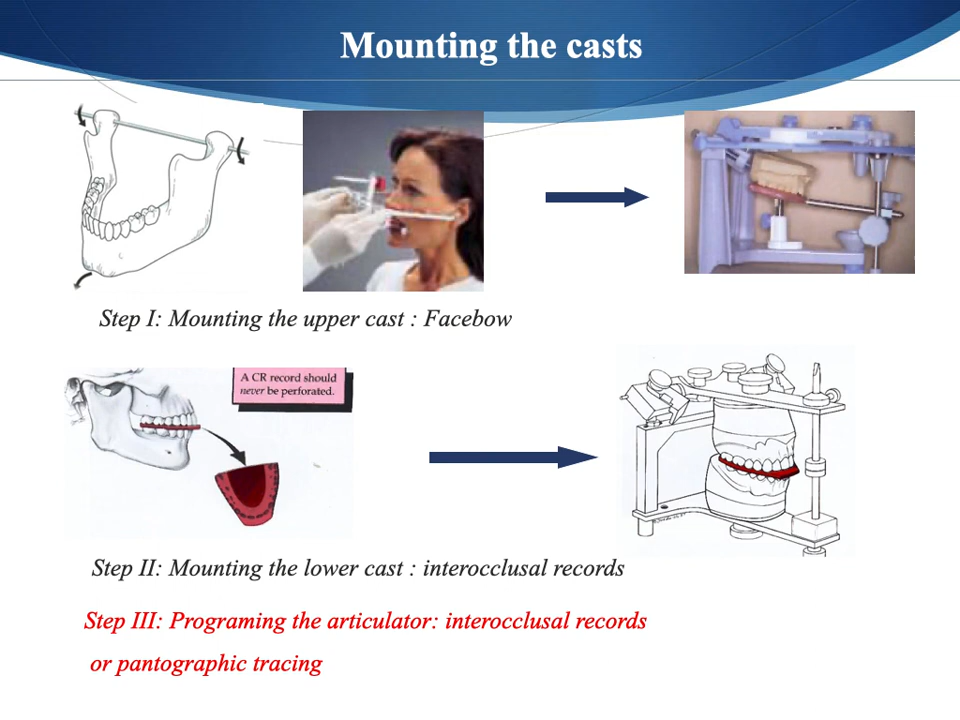 Mounting the casts
Step I: Mounting the upper cast : Facebow
A CR record should
never be perforated.
Step II: Mounting the lower cast : interocclusal records
Step III: Programing the articulator: interocclusal records
or pantographic tracing